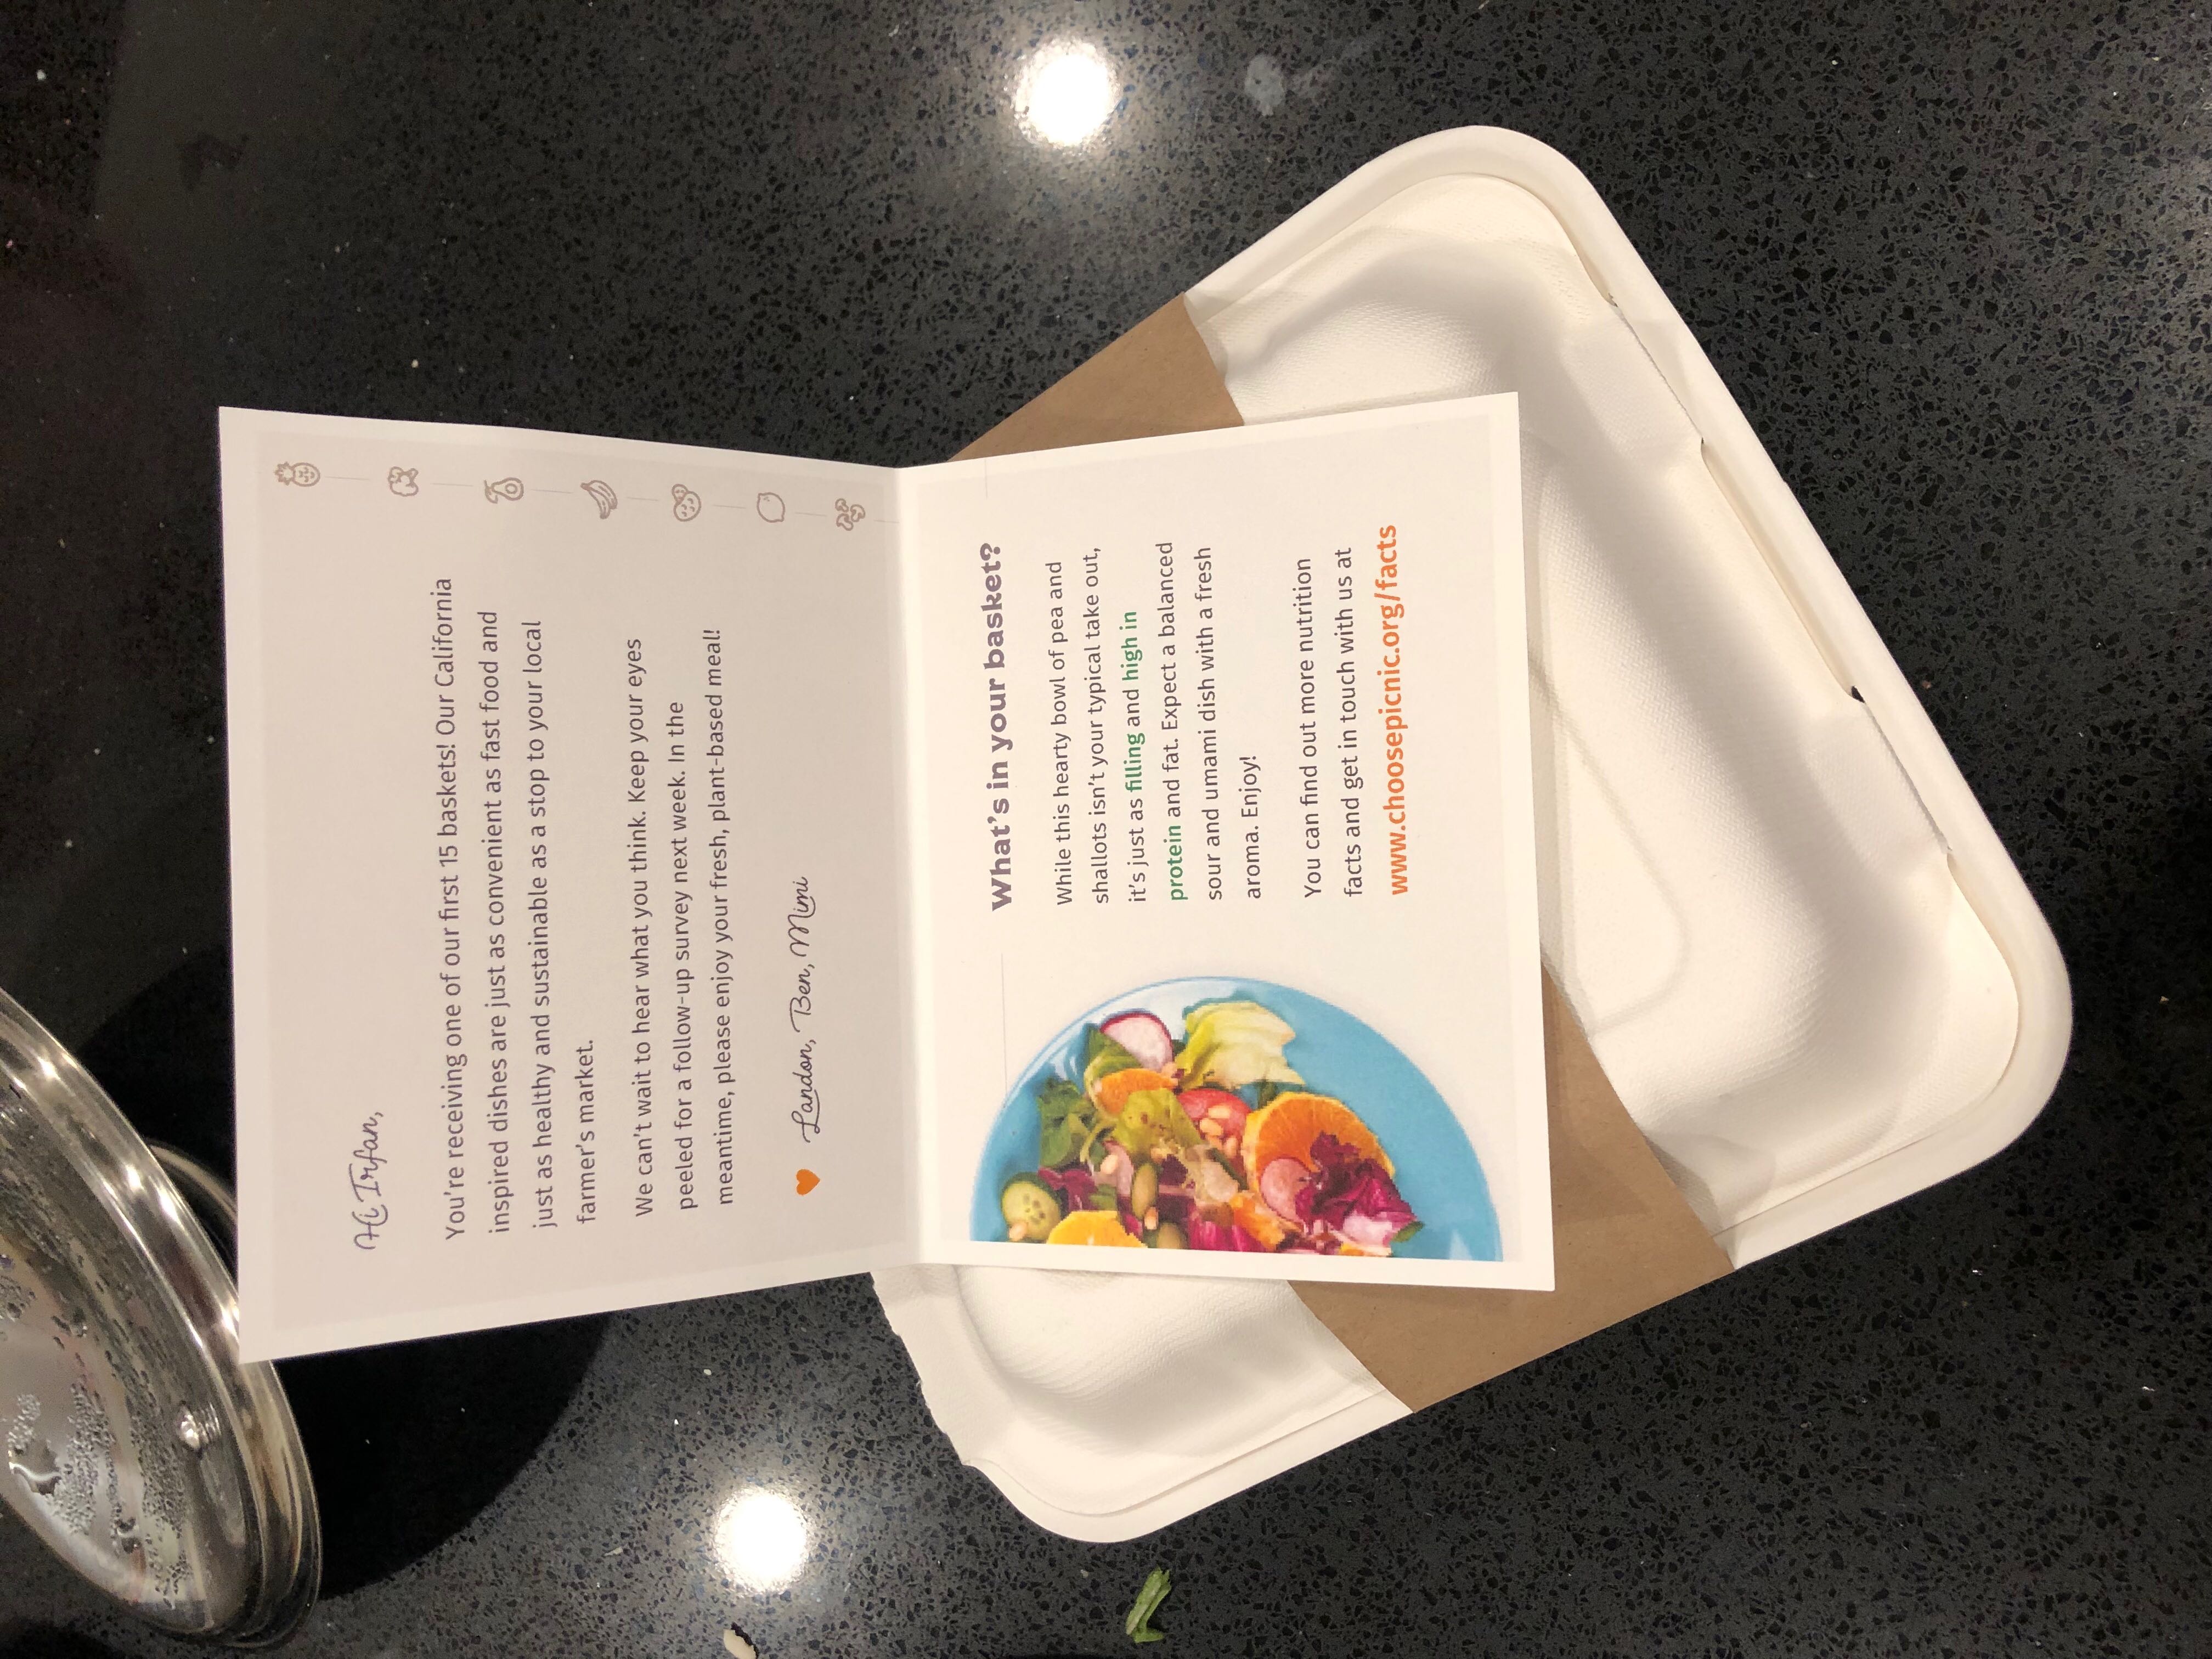 Hi Irfan,
You're receiving one of our first 15 baskets! Our California
inspired dishes are just as convenient as fast food and
just as healthy and sustainable as a stop to your local
farmer's market.
We can't wait to hear what you think. Keep your eyes
peeled for a follow-up survey next week. In the
meantime, please enjoy your fresh, plant-based meal!
Landon, Ben, Mimi
What's in your basket?
While this hearty bowl of pea and
shallots isn't your typical take out,
it's just as filling and high in
protein and fat. Expect a balanced
sour and umami dish with a fresh
aroma. Enjoy!
You can find out more nutrition
facts and get in touch with us at
www.choosepicnic.org/facts